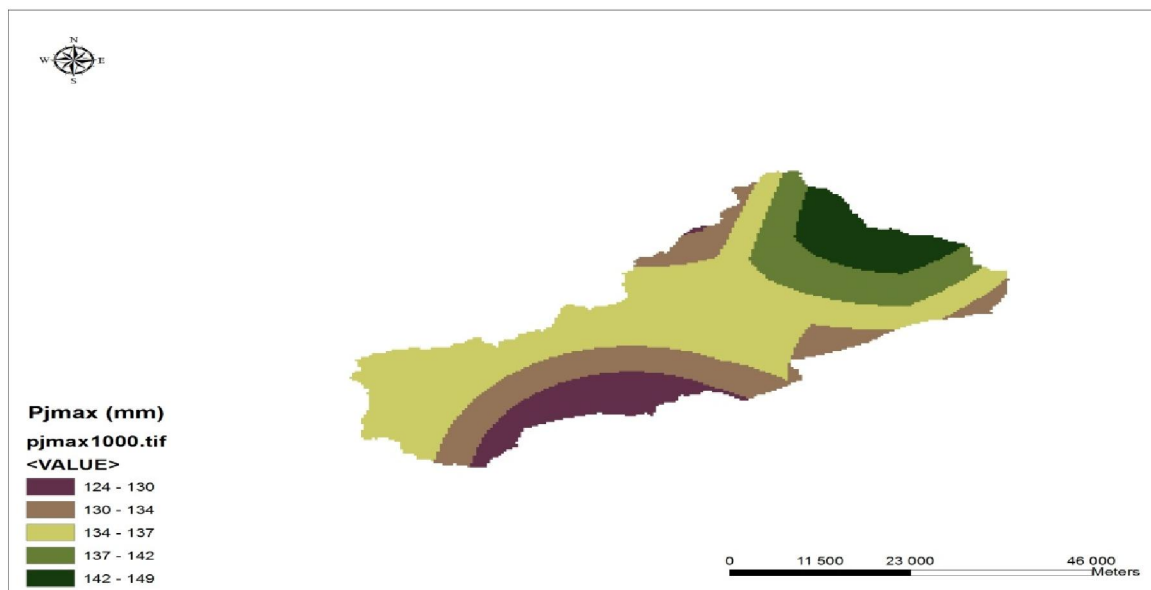 N
W E
S
Pjmax (mm)
pjmax1000.tif
<VALUE>
124 - 130
130 - 134
134 - 137
137 - 142
142 - 149
0 11 500 23 000 46 000
Meters